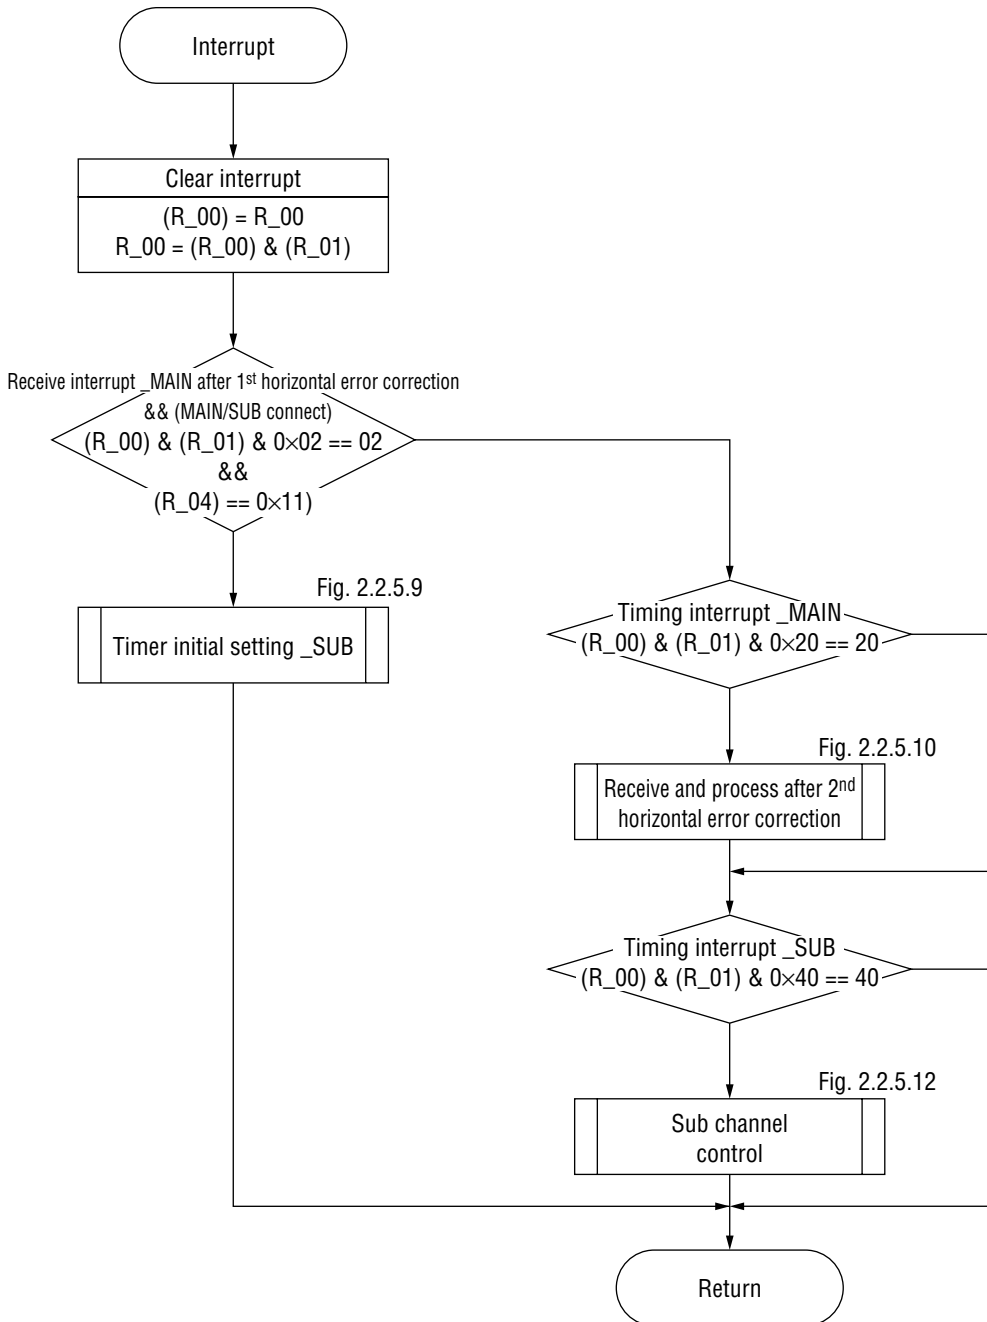 Interrupt
Clear interrupt
(R_00) = R_00
R_00 = (R_00) & (R_01)
Receive interrupt _MAIN after 1st horizontal error correction
&& (MAIN/SUB connect)
(R_00) & (R_01) & 0×02 == 02
&&
(R_04) == 0×11)
Fig. 2.2.5.9
Timer initial setting _SUB
Timing interrupt _MAIN
(R_00) & (R_01) & 0×20 == 20
Fig. 2.2.5.10
Receive and process after 2nd
horizontal error correction
Timing interrupt _SUB
(R_00) & (R_01) & 0×40 == 40
Fig. 2.2.5.12
Sub channel
control
Return